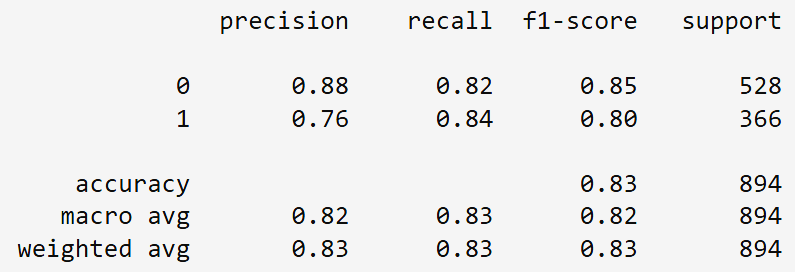 precision recall f1-score support
0 0.88 0.82 0.85 528
1 0.76 0.84 0.80 366
accuracy 0.83 894
macro avg 0.82 0.83 0.82 894
weighted avg 0.83 0.83 0.83 894